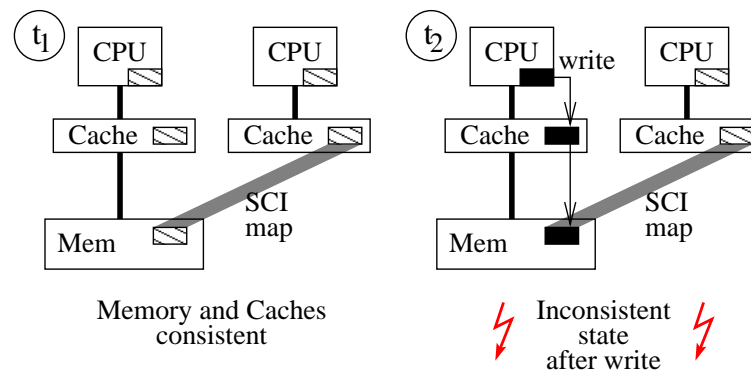 t1
CPU
CPU
Cache
Cache
SCI
map
Mem
Memory and Caches
consistent
t2
CPU
write
CPU
Cache
Cache
SCI
map
Mem
Inconsistent
state
after write